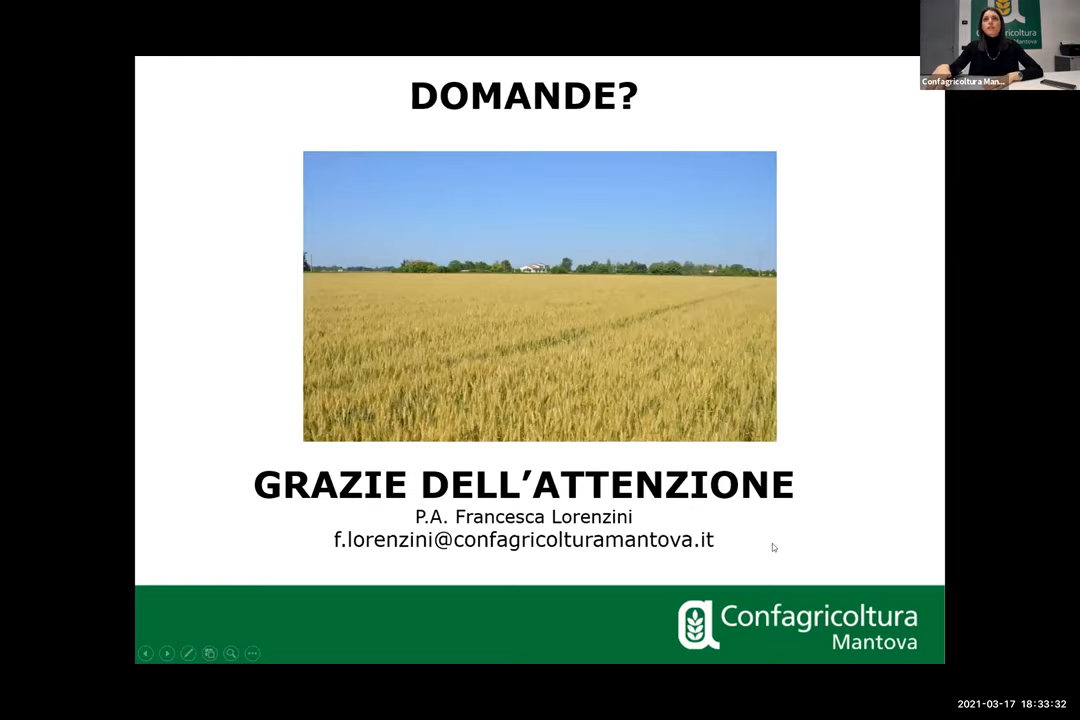 DOMANDE?
GRAZIE DELL’ATTENZIONE
P.A. Francesca Lorenzini
f.lorenzini@confagricolturamantova.it
Confagricoltura
Mantova
Confagricoltura Man...
2021-03-17 18:33:32